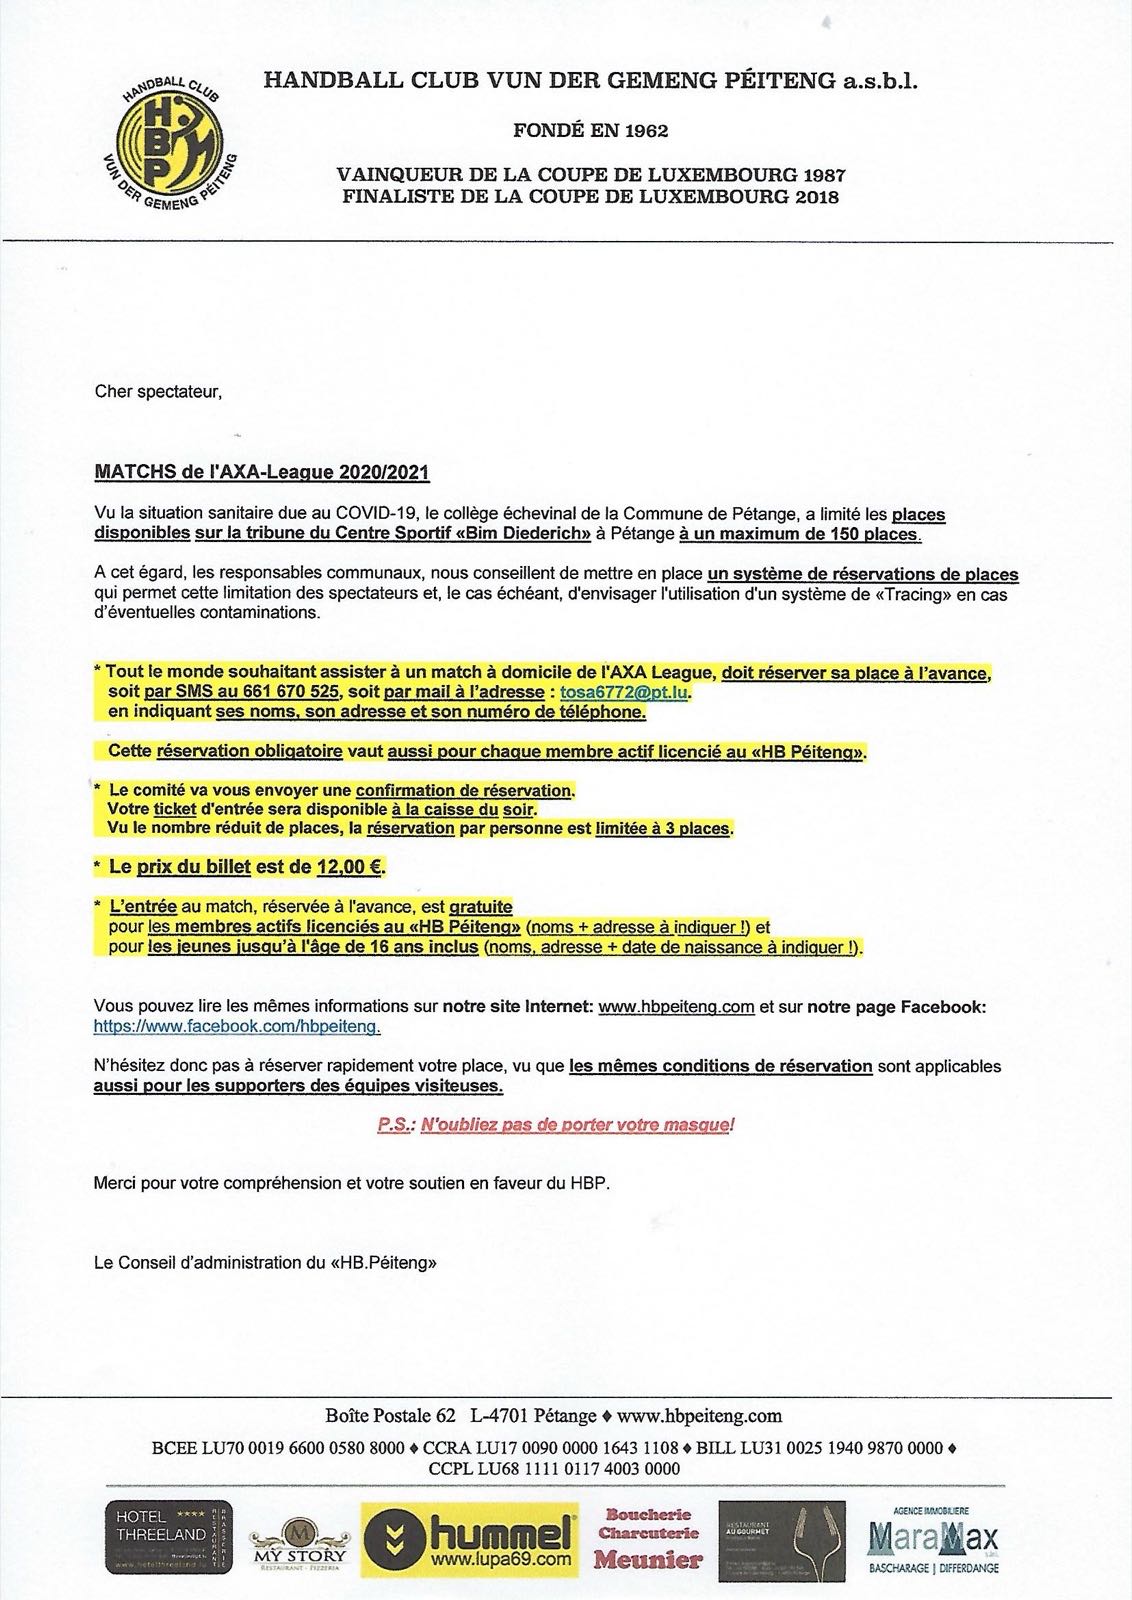 HANDBALL CLUB
HBP
VUN DER GEMENG PÉITENG
HANDBALL CLUB VUN DER GEMENG PÉITENG a.s.b.l.
FONDÉ EN 1962
VAINQUEUR DE LA COUPE DE LUXEMBOURG 1987
FINALISTE DE LA COUPE DE LUXEMBOURG 2018
Cher spectateur,
MATCHS de l'AXA-League 2020/2021
Vu la situation sanitaire due au COVID-19, le collège échevinal de la Commune de Pétange, a limité les places
disponibles sur la tribune du Centre Sportif «Bim Diederich» à Pétange à un maximum de 150 places.
A cet égard, les responsables communaux, nous conseillent de mettre en place un système de réservations de places
qui permet cette limitation des spectateurs et, le cas échéant, d'envisager l'utilisation d'un système de «Tracing» en cas
d'éventuelles contaminations.
* Tout le monde souhaitant assister à un match à domicile de l'AXA League, doit réserver sa place à l'avance,
soit par SMS au 661 670 525, soit par mail à l'adresse : tosa6772@pt.lu.
en indiquant ses noms, son adresse et son numéro de téléphone.
Cette réservation obligatoire vaut aussi pour chaque membre actif licencié au «HB Péiteng».
* Le comité va vous envoyer une confirmation de réservation.
Votre ticket d'entrée sera disponible à la caisse du soir.
Vu le nombre réduit de places, la réservation par personne est limitée à 3 places.
* Le prix du billet est de 12,00 €.
* L'entrée au match, réservée à l'avance, est gratuite
pour les membres actifs licenciés au «HB Péiteng» (noms + adresse à indiquer !) et
pour les jeunes jusqu'à l'âge de 16 ans inclus (noms, adresse + date de naissance à indiquer !).
Vous pouvez lire les mêmes informations sur notre site Internet: www.hbpeiteng.com et sur notre page Facebook:
https://www.facebook.com/hbpeiteng.
N'hésitez donc pas à réserver rapidement votre place, vu que les mêmes conditions de réservation sont applicables
aussi pour les supporters des équipes visiteuses.
P.S.: N'oubliez pas de porter votre masque!
Merci pour votre compréhension et votre soutien en faveur du HBP.
Le Conseil d'administration du «HB.Péiteng»
Boîte Postale 62 L-4701 Pétange ♦ www.hbpeiteng.com
BCEE LU70 0019 6600 0580 8000 ♦ CCRA LU17 0090 0000 1643 1108 ♦ BILL LU31 0025 1940 9870 0000 ♦
CCPL LU68 1111 0117 4003 0000
HOTEL ****
THREELAND
RESTAURANT
BRASSERIE
M
MY STORY
RESTAURANT - PIZZERIA
hummel
www.lupa69.com
Boucherie
Charcuterie
Meunier
RESTAURANT
AU GOURMET
AGENCE IMMOBILIERE
MaraMax
BASCHARAGE | DIFFERDANGE